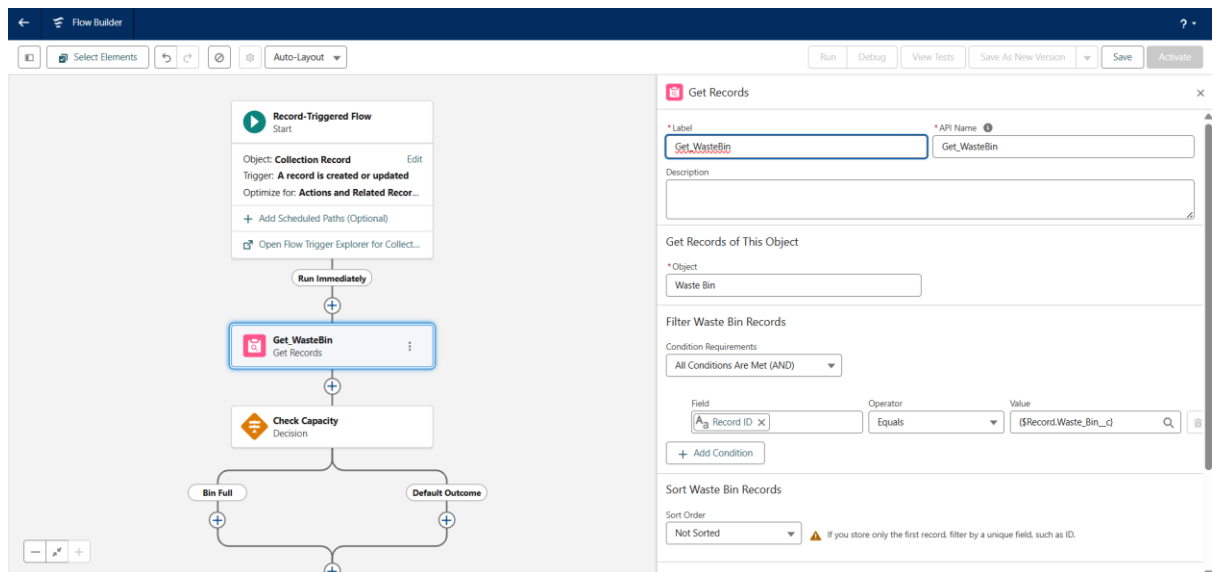 Flow Builder
?
Select Elements
Auto-Layout
Run
Debug
View Tests
Save As New Version
Save
Activate
Record-Triggered Flow
Start
Object: Collection Record
Edit
Trigger: A record is created or updated
Optimize for: Actions and Related Recor...
+ Add Scheduled Paths (Optional)
Open Flow Trigger Explorer for Collect...
Run Immediately
Get_WasteBin
Get Records
Check Capacity
Decision
Bin Full
Default Outcome
Get Records
*Label
Get_WasteBin
*API Name
Get_WasteBin
Description
Get Records of This Object
*Object
Waste Bin
Filter Waste Bin Records
Condition Requirements
All Conditions Are Met (AND)
Field
Operator
Value
Aa Record ID
Equals
{$Record.Waste_Bin__c}
+ Add Condition
Sort Waste Bin Records
Sort Order
Not Sorted
If you store only the first record, filter by a unique field, such as ID.